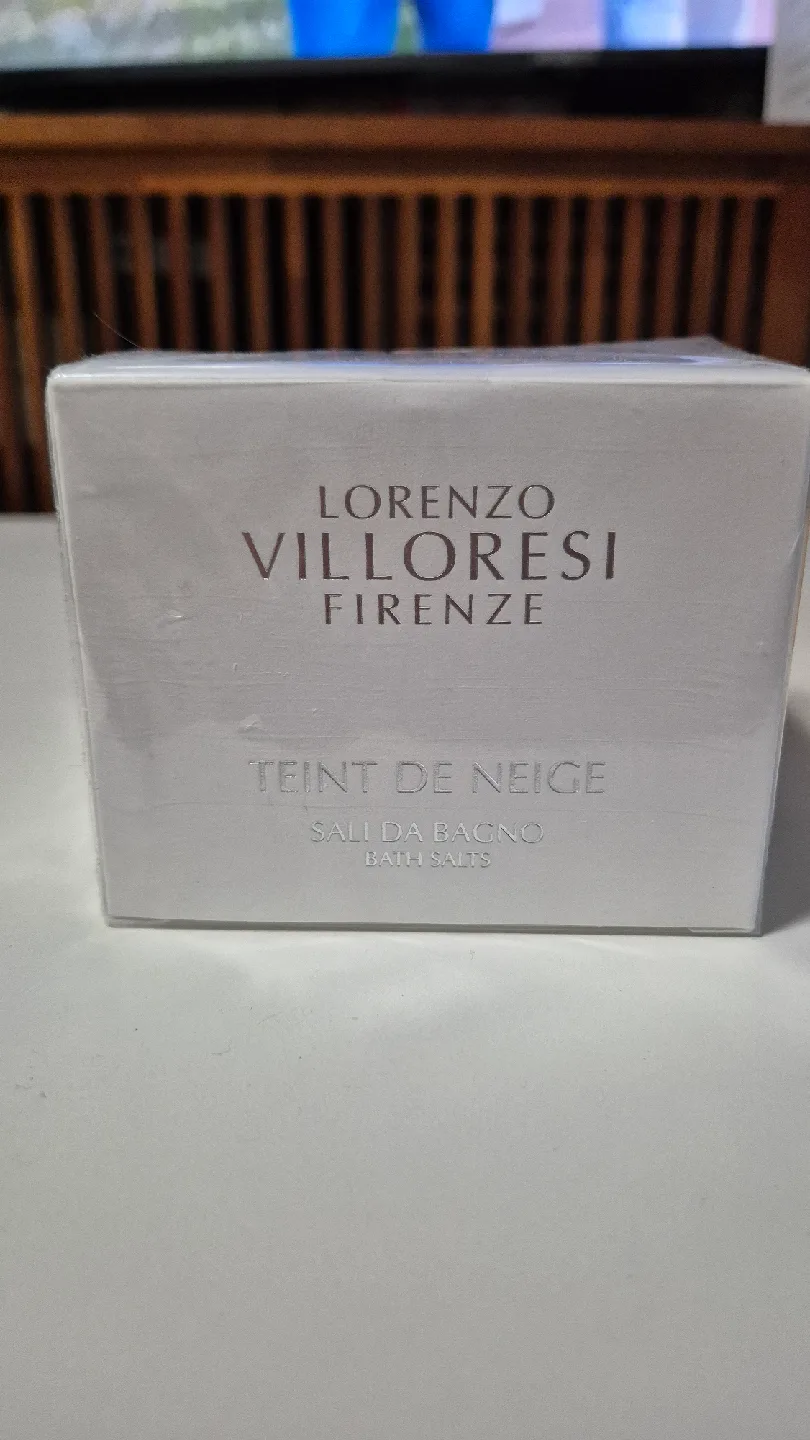 LORENZO
VILLORESI
FIRENZE
TEINT DE NEIGE
SALI DA BAGNO
BATH SALTS